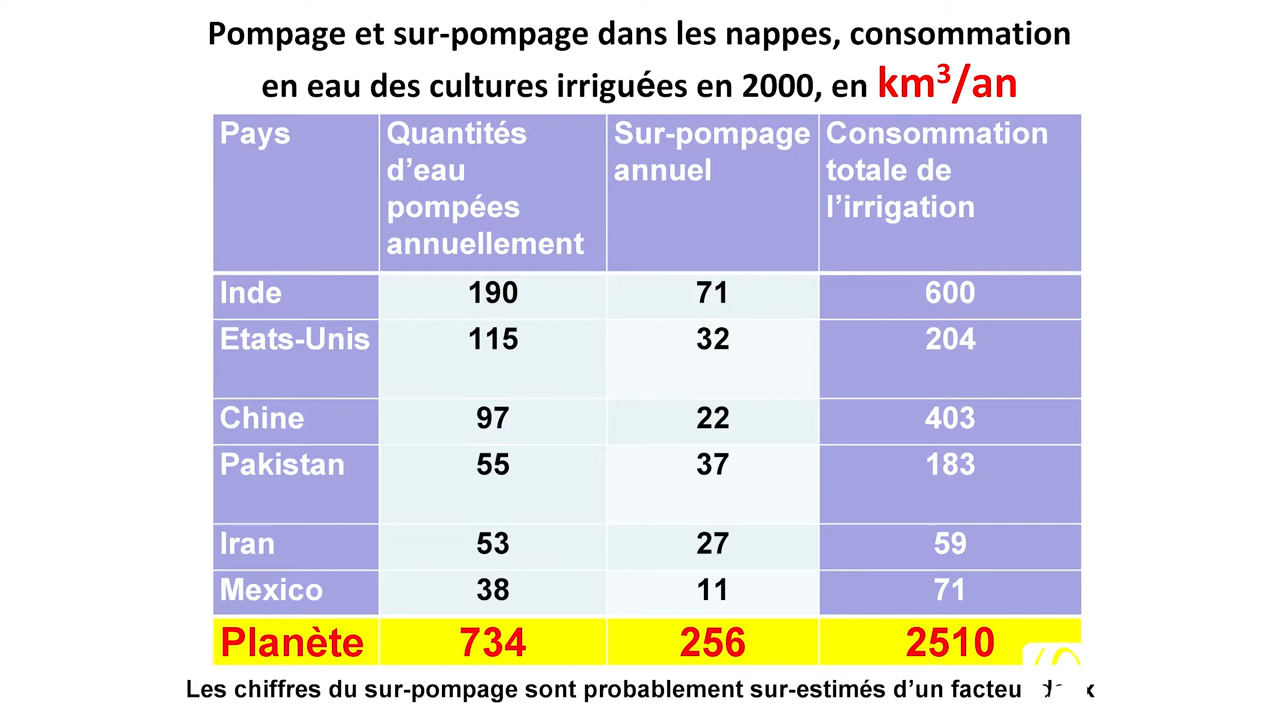 Pompage et sur-pompage dans les nappes, consommation
en eau des cultures irriguées en 2000, en km³/an
Pays
Quantités
d'eau
pompées
annuellement
Sur-pompage
annuel
Consommation
totale de
l'irrigation
Inde 190 71 600
Etats-Unis 115 32 204
Chine 97 22 403
Pakistan 55 37 183
Iran 53 27 59
Mexico 38 11 71
Planète 734 256 2510
Les chiffres du sur-pompage sont probablement sur-estimés d'un